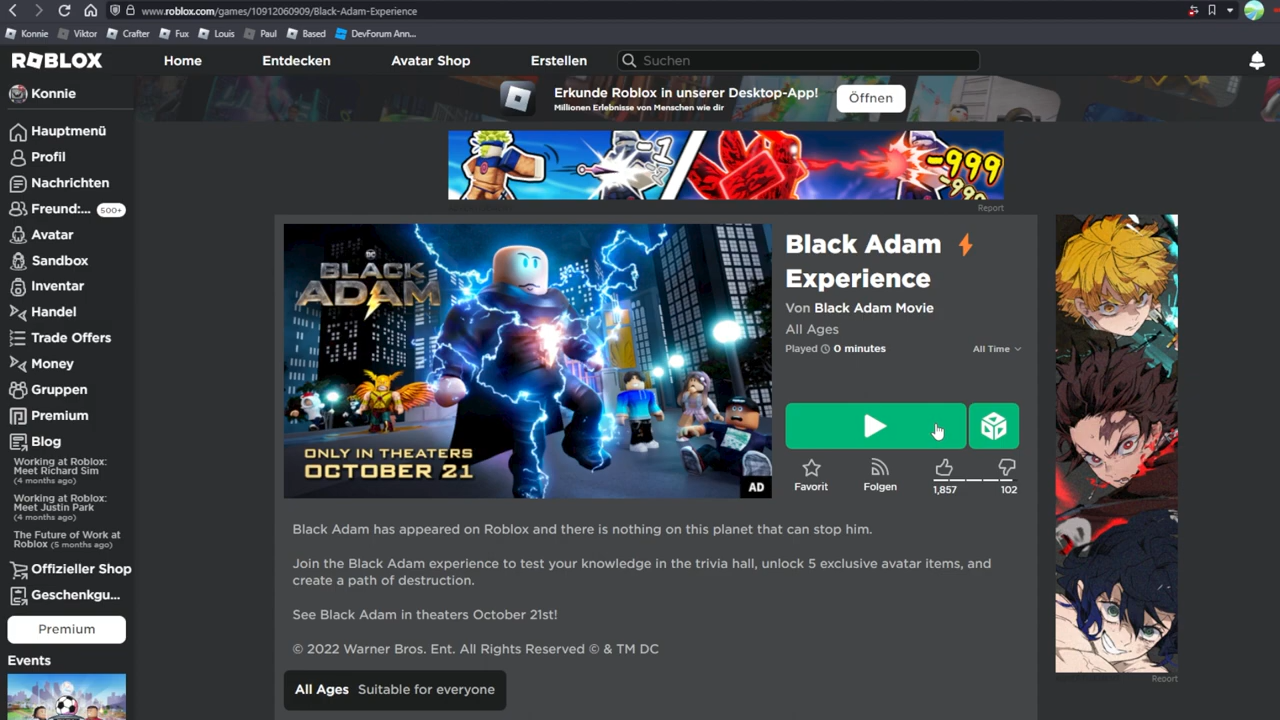 www.roblox.com/games/10912060909/Black-Adam-Experience
Konnie Viktor Crafter Fux Louis Paul Based DevForum Ann...
ROBLOX Home Entdecken Avatar Shop Erstellen Suchen
Konnie
Hauptmenü
Profil
Nachrichten
Freund:... 500+
Avatar
Sandbox
Inventar
Handel
Trade Offers
Money
Gruppen
Premium
Blog
Working at Roblox:
Meet Richard Sim
(4 months ago)
Working at Roblox:
Meet Justin Park
(4 months ago)
The Future of Work at
Roblox (5 months ago)
Offizieller Shop
Geschenkgu...
Premium
Events
Erkunde Roblox in unserer Desktop-App!
Millionen Erlebnisse von Menschen wie dir
Öffnen
-1
-999
-999
Report
DC
BLACK
ADAM
ONLY IN THEATERS
OCTOBER 21
AD
Black Adam
Experience
Von Black Adam Movie
All Ages
Played 0 minutes All Time
Favorit Folgen 1,857 102
Black Adam has appeared on Roblox and there is nothing on this planet that can stop him.
Join the Black Adam experience to test your knowledge in the trivia hall, unlock 5 exclusive avatar items, and
create a path of destruction.
See Black Adam in theaters October 21st!
© 2022 Warner Bros. Ent. All Rights Reserved © & TM DC
All Ages Suitable for everyone
Report